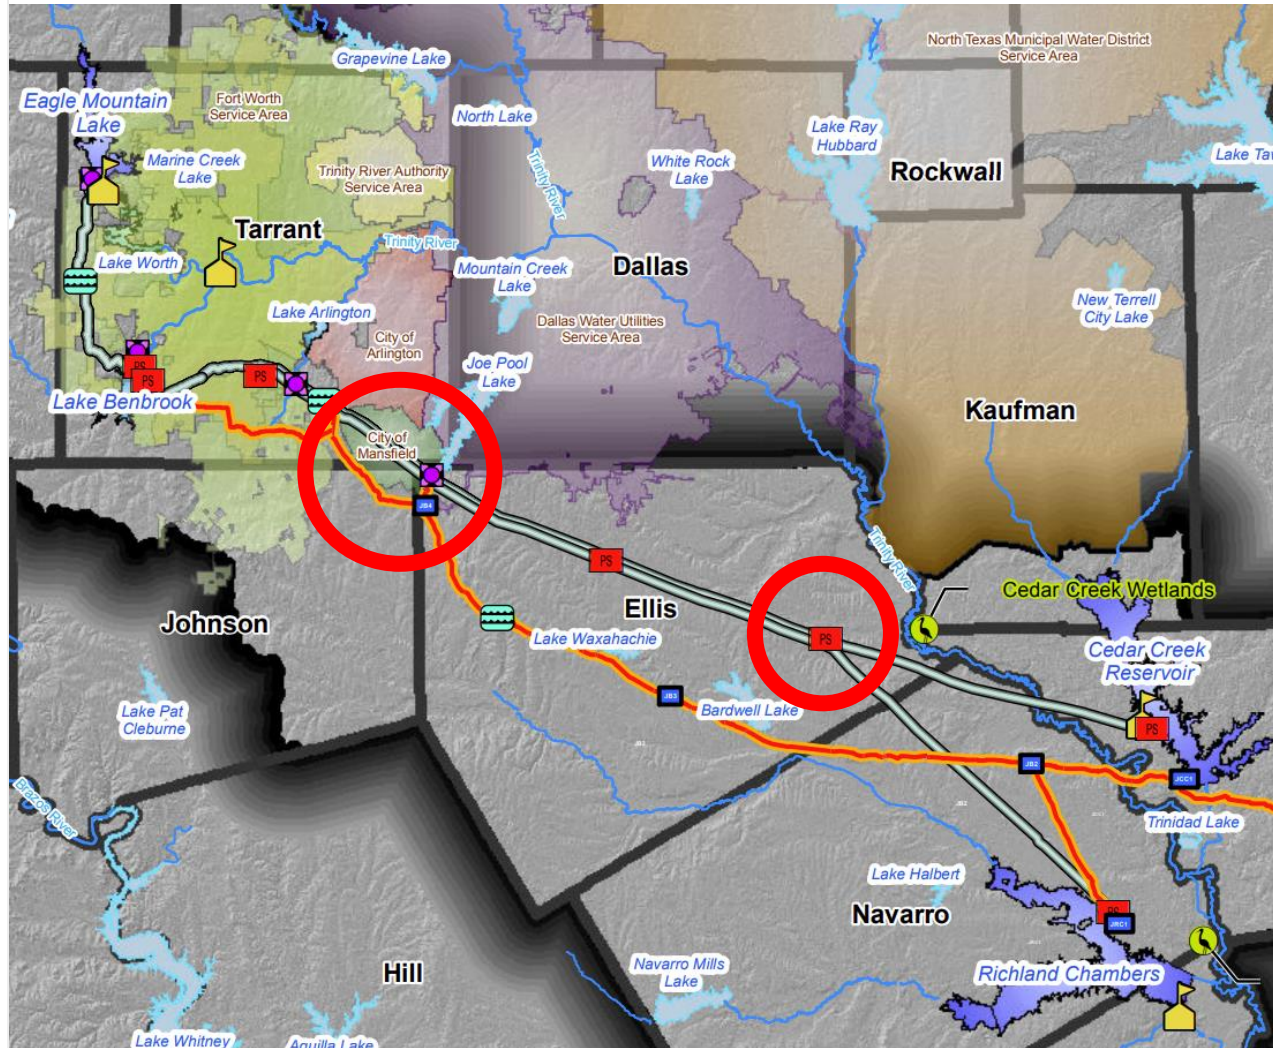 North Texas Municipal Water District
Service Area
Grapevine Lake
Eagle Mountain
Lake
Fort Worth
Service Area
North Lake
Lake Ray
Hubbard
Marine Creek
Lake
Trinity River Authority
Service Area
Trinity River
White Rock
Lake
Rockwall
Lake Ta
Tarrant
Trinity River
Lake Worth
Mountain Creek
Lake
Dallas
Lake Arlington
New Terrell
City Lake
City of
Arlington
Dallas Water Utilities
Service Area
Joe Pool
Lake
PS
PS
PS
Lake Benbrook
Kaufman
City of
Mansfield
JB4
Trinity River
PS
Cedar Creek Wetlands
Johnson
Ellis
Lake Waxahachie
PS
Cedar Creek
Reservoir
JB3
Bardwell Lake
Lake Pat
Cleburne
PS
JB1
JB2
JCC1
Brazos River
JB2
Trinidad Lake
Lake Halbert
Navarro
PS
JRC1
Hill
Navarro Mills
Lake
Richland Chambers
Lake Whitney
Aquilla Lake